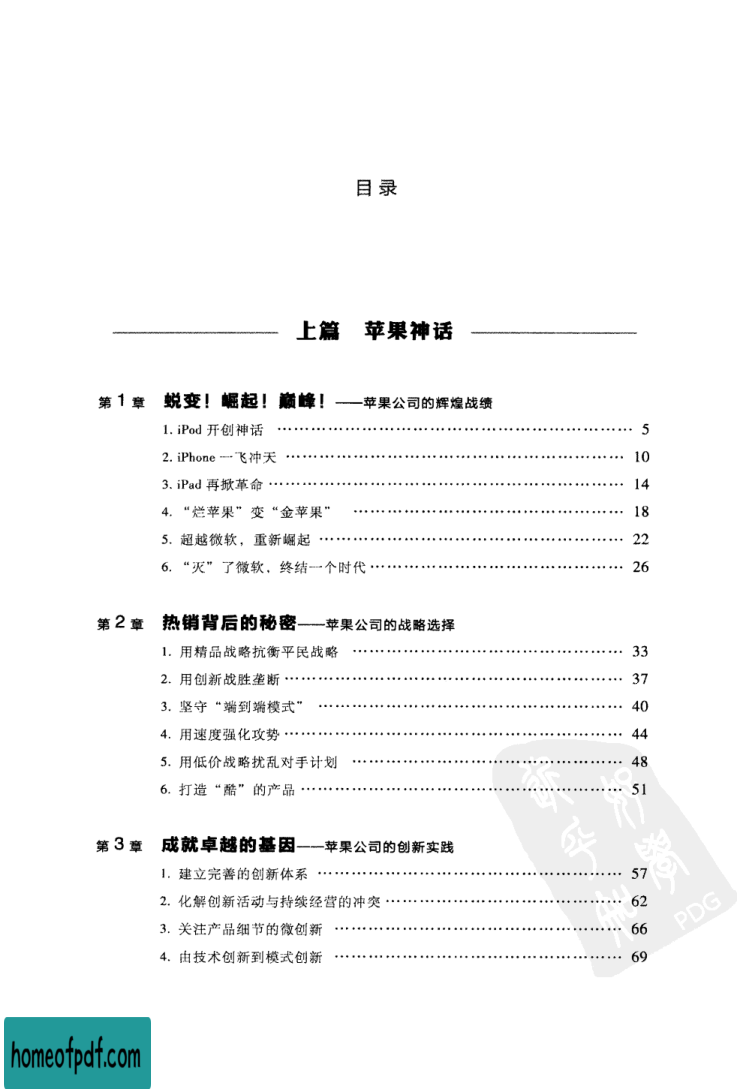 目录
上篇 苹果神话
第1章 蜕变！崛起！巅峰！——苹果公司的辉煌战绩
1. iPod 开创神话 …… 5
2. iPhone 一飞冲天 …… 10
3. iPad 再掀革命 …… 14
4. “烂苹果”变“金苹果” …… 18
5. 超越微软，重新崛起 …… 22
6. “灭”了微软，终结一个时代 …… 26
第2章 热销背后的秘密——苹果公司的战略选择
1. 用精品战略抗衡平民战略 …… 33
2. 用创新战胜垄断 …… 37
3. 坚守“端到端模式” …… 40
4. 用速度强化攻势 …… 44
5. 用低价战略扰乱对手计划 …… 48
6. 打造“酷”的产品 …… 51
第3章 成就卓越的基因——苹果公司的创新实践
1. 建立完善的创新体系 …… 57
2. 化解创新活动与持续经营的冲突 …… 62
3. 关注产品细节的微创新 …… 66
4. 由技术创新到模式创新 …… 69
PDG
homeofpdf.com